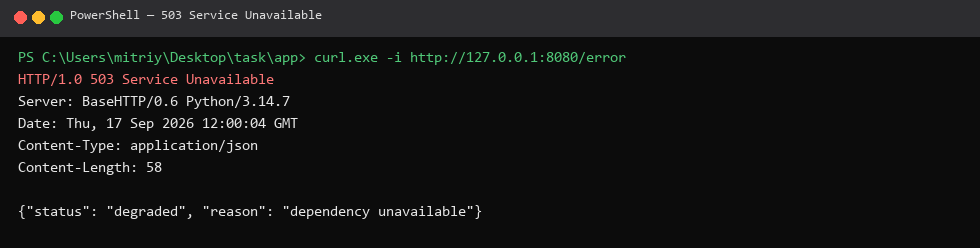 PowerShell — 503 Service Unavailable
PS C:\Users\mitriy\Desktop\task\app> curl.exe -i http://127.0.0.1:8080/error
HTTP/1.0 503 Service Unavailable
Server: BaseHTTP/0.6 Python/3.14.7
Date: Thu, 17 Sep 2026 12:00:04 GMT
Content-Type: application/json
Content-Length: 58
{"status": "degraded", "reason": "dependency unavailable"}